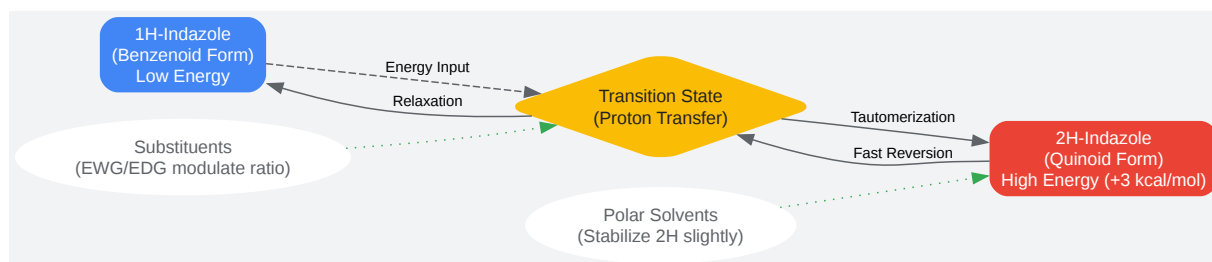 1H-Indazole
(Benzenoid Form)
Low Energy
Energy Input
Relaxation
Transition State
(Proton Transfer)
Substituents
(EWG/EDG modulate ratio)
Tautomerization
Fast Reversion
2H-Indazole
(Quinoid Form)
High Energy (+3 kcal/mol)
Polar Solvents
(Stabilize 2H slightly)